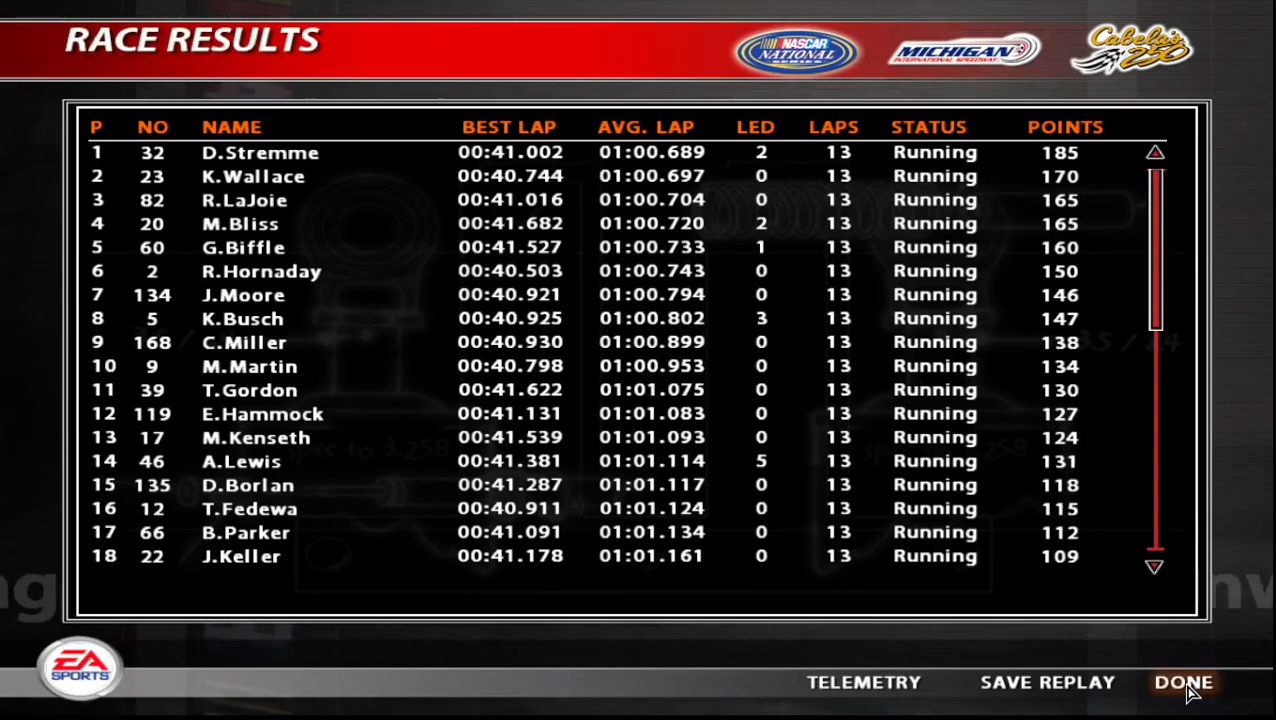 RACE RESULTS
NASCAR NATIONAL SERIES
MICHIGAN INTERNATIONAL SPEEDWAY
Cabela's 250
P NO NAME BEST LAP AVG. LAP LED LAPS STATUS POINTS
1 32 D.Stremme 00:41.002 01:00.689 2 13 Running 185
2 23 K.Wallace 00:40.744 01:00.697 0 13 Running 170
3 82 R.LaJoie 00:41.016 01:00.704 0 13 Running 165
4 20 M.Bliss 00:41.682 01:00.720 2 13 Running 165
5 60 G.Biffle 00:41.527 01:00.733 1 13 Running 160
6 2 R.Hornaday 00:40.503 01:00.743 0 13 Running 150
7 134 J.Moore 00:40.921 01:00.794 0 13 Running 146
8 5 K.Busch 00:40.925 01:00.802 3 13 Running 147
9 168 C.Miller 00:40.930 01:00.899 0 13 Running 138
10 9 M.Martin 00:40.798 01:00.953 0 13 Running 134
11 39 T.Gordon 00:41.622 01:01.075 0 13 Running 130
12 119 E.Hammock 00:41.131 01:01.083 0 13 Running 127
13 17 M.Kenseth 00:41.539 01:01.093 0 13 Running 124
14 46 A.Lewis 00:41.381 01:01.114 5 13 Running 131
15 135 D.Borlan 00:41.287 01:01.117 0 13 Running 118
16 12 T.Fedewa 00:40.911 01:01.124 0 13 Running 115
17 66 B.Parker 00:41.091 01:01.134 0 13 Running 112
18 22 J.Keller 00:41.178 01:01.161 0 13 Running 109
EA SPORTS
TELEMETRY SAVE REPLAY DONE